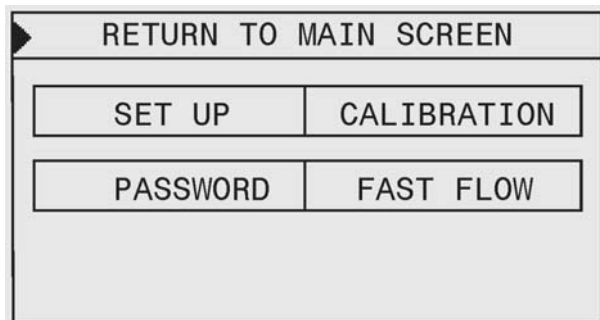 RETURN TO MAIN SCREEN
SET UP CALIBRATION
PASSWORD FAST FLOW